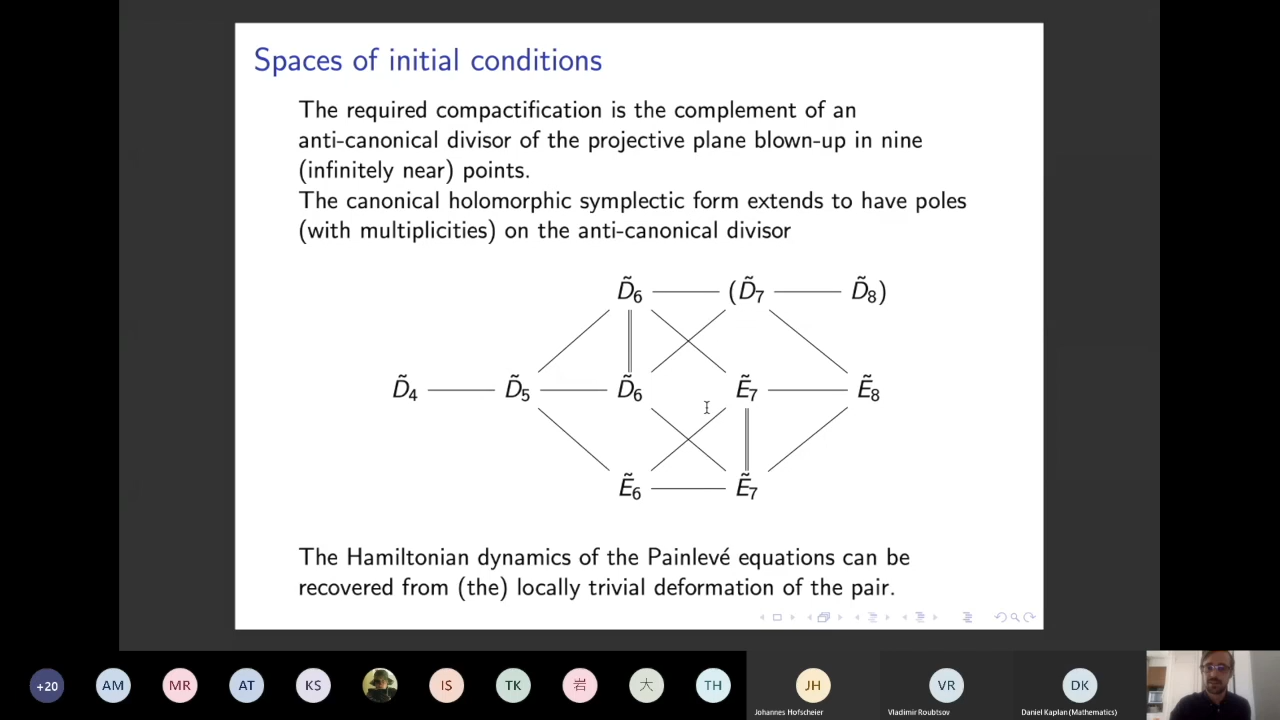 Spaces of initial conditions
The required compactification is the complement of an
anti-canonical divisor of the projective plane blown-up in nine
(infinitely near) points.
The canonical holomorphic symplectic form extends to have poles
(with multiplicities) on the anti-canonical divisor
D̃₆ (D̃₇ D̃₈)
D̃₄ D̃₅ D̃₆ Ẽ₇ Ẽ₈
Ẽ₆ Ẽ₇
The Hamiltonian dynamics of the Painlevé equations can be
recovered from (the) locally trivial deformation of the pair.
+20 AM MR AT KS IS TK 岩 大 TH JH VR DK
Johannes Hofscheier Vladimir Roubtsov Daniel Kaplan (Mathematics)